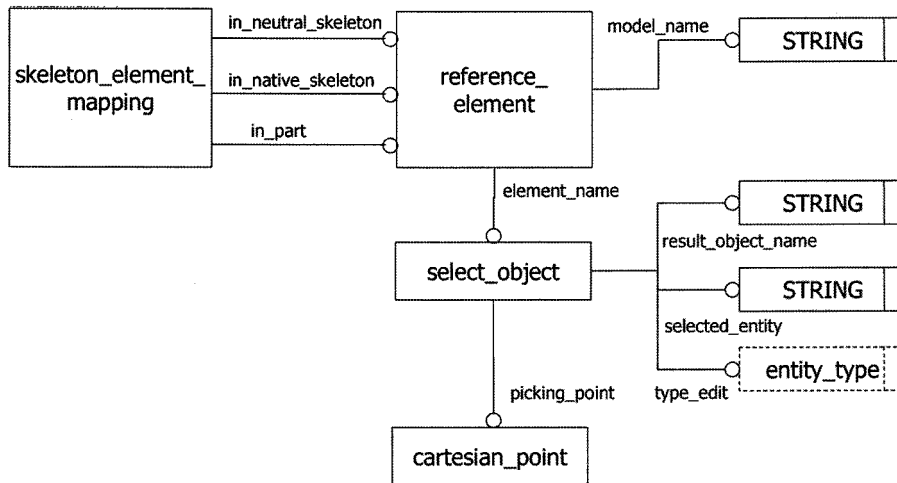 in_neutral_skeleton
model_name
STRING
skeleton_element_
mapping
in_native_skeleton
reference_
element
in_part
element_name
STRING
result_object_name
select_object
STRING
selected_entity
entity_type
picking_point
type_edit
cartesian_point